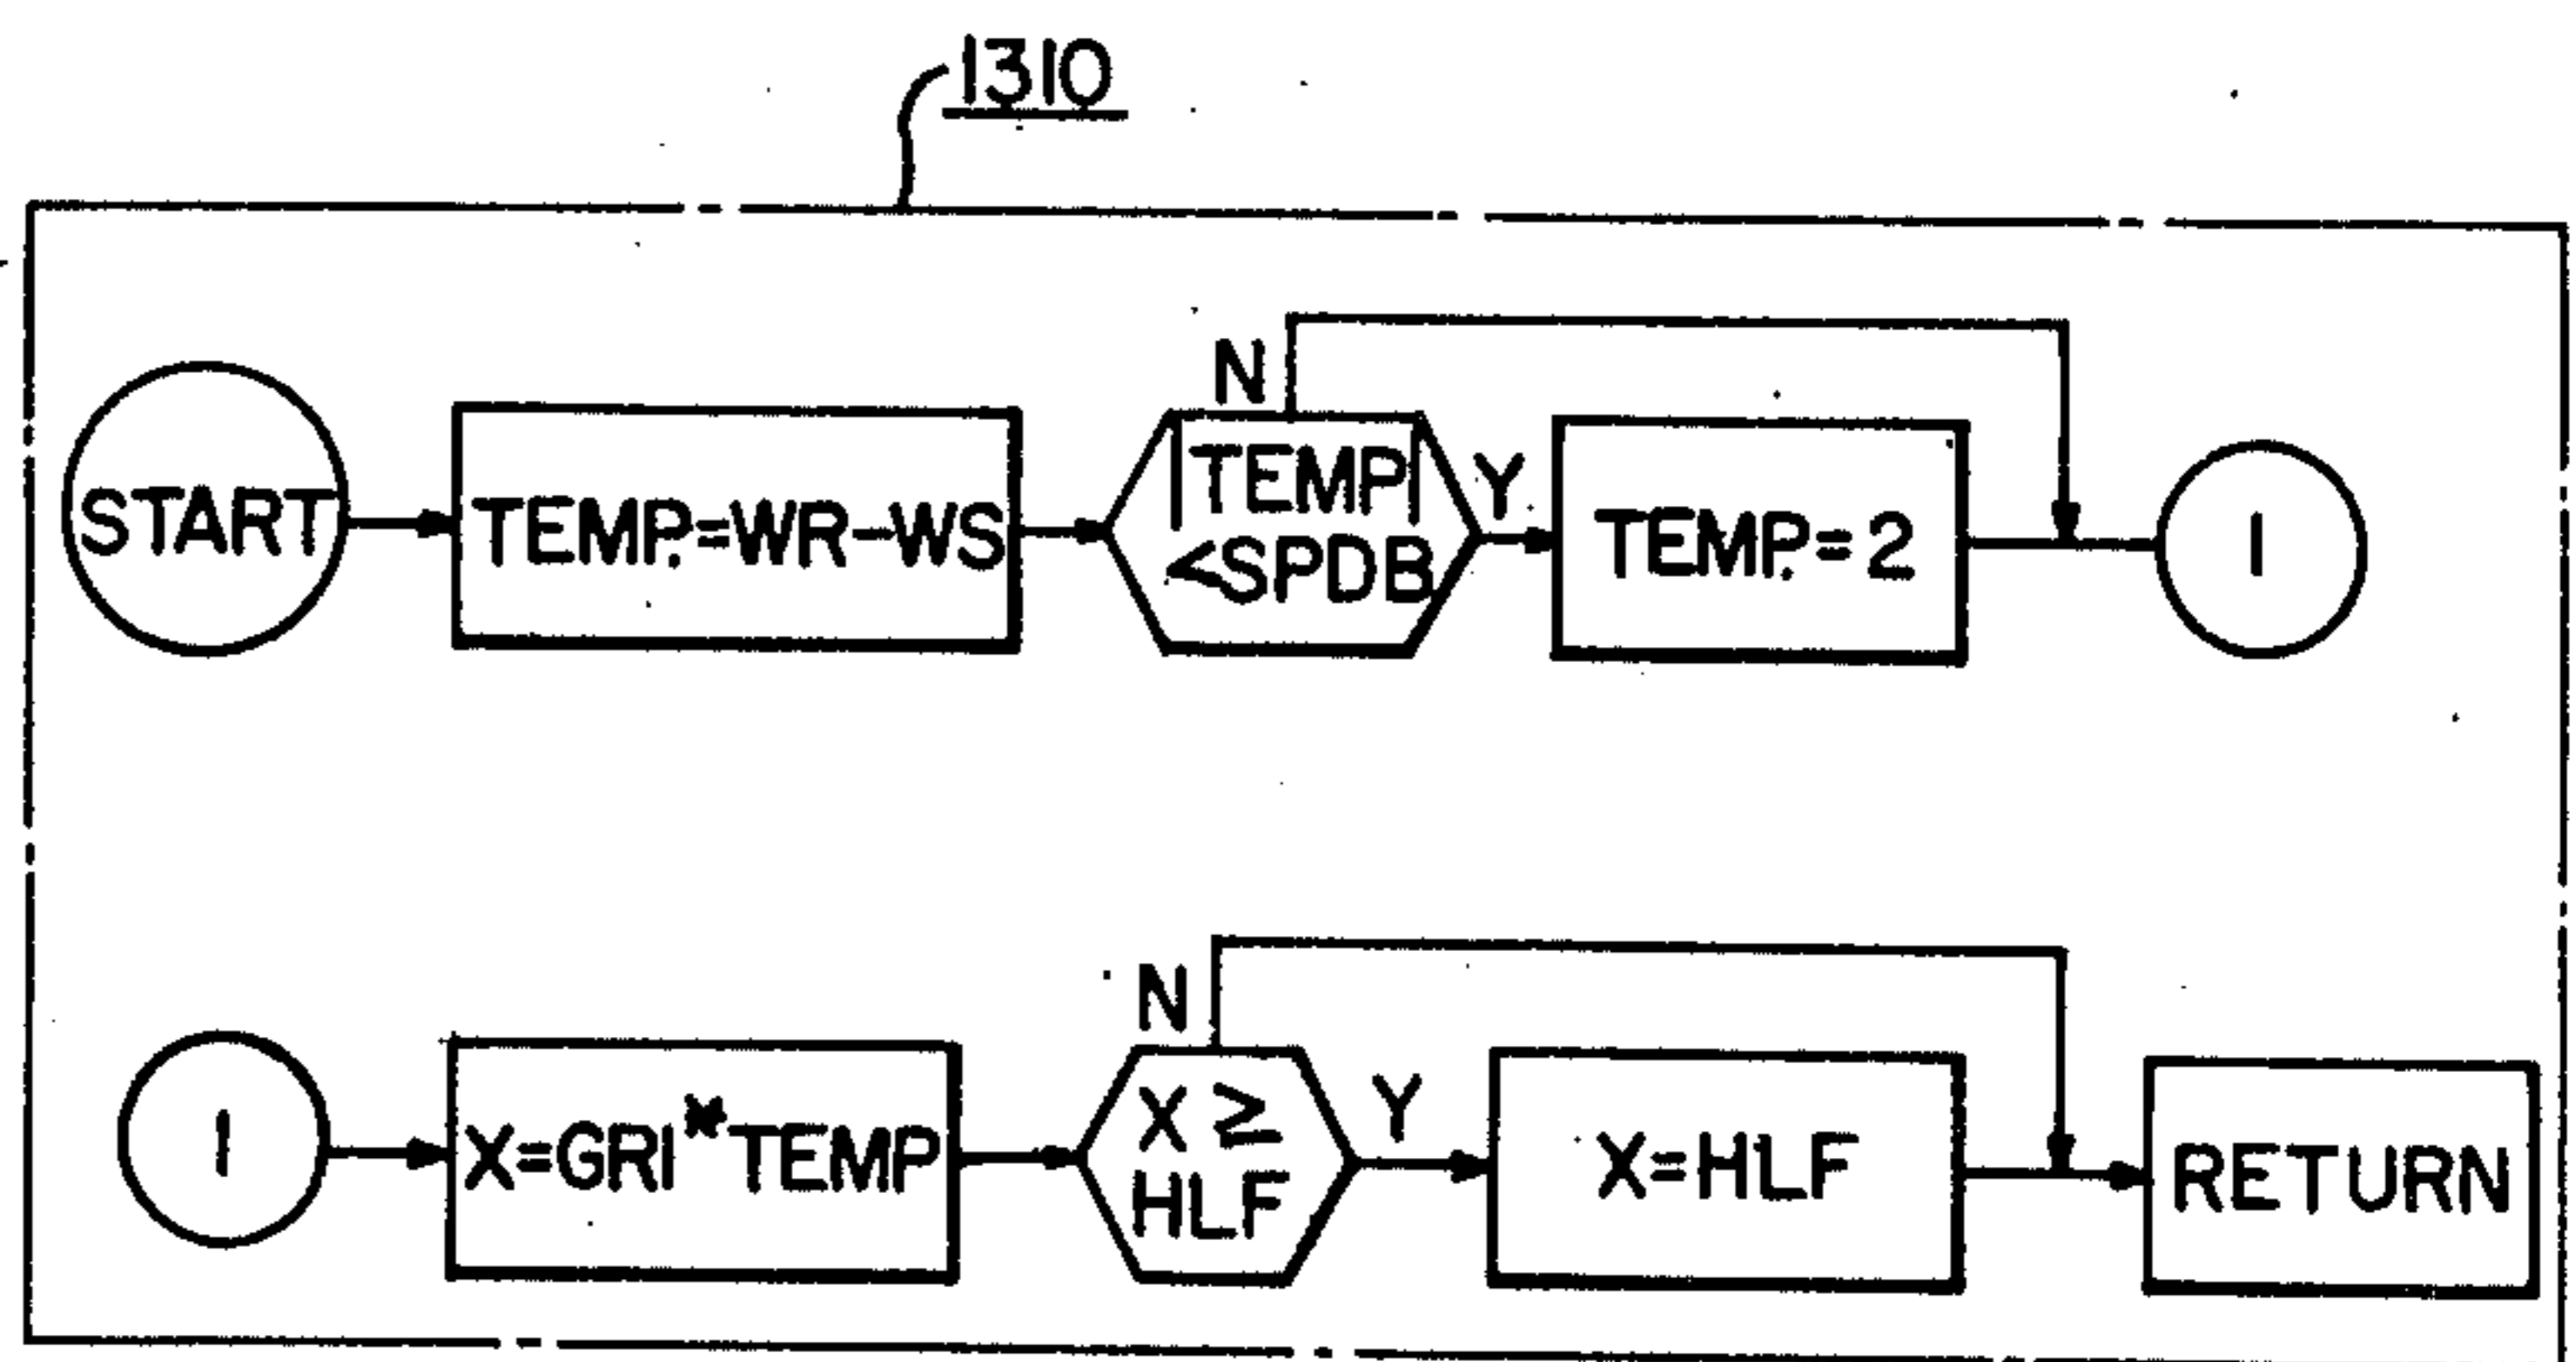 1310
START
TEMP.=WR-WS
N
|TEMP|
<SPDB
Y
TEMP.=2
1
1
X=GRI*TEMP
N
X ≥
HLF
Y
X=HLF
RETURN